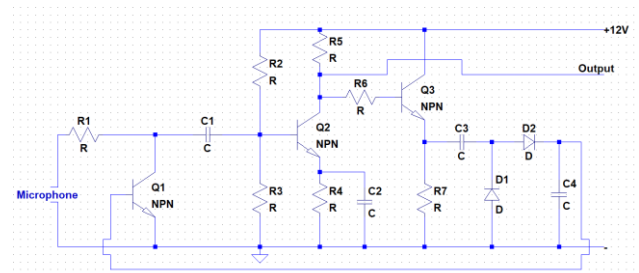 +12V
R5
R
R2
R
Output
R6
R
Q3
NPN
R1
R
C1
C
Q2
NPN
C3
C
D2
D
Microphone
Q1
NPN
R3
R
R4
R
C2
C
R7
R
D1
D
C4
C
-